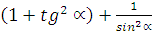 (1 + tg² ∝) + 1/sin²∝